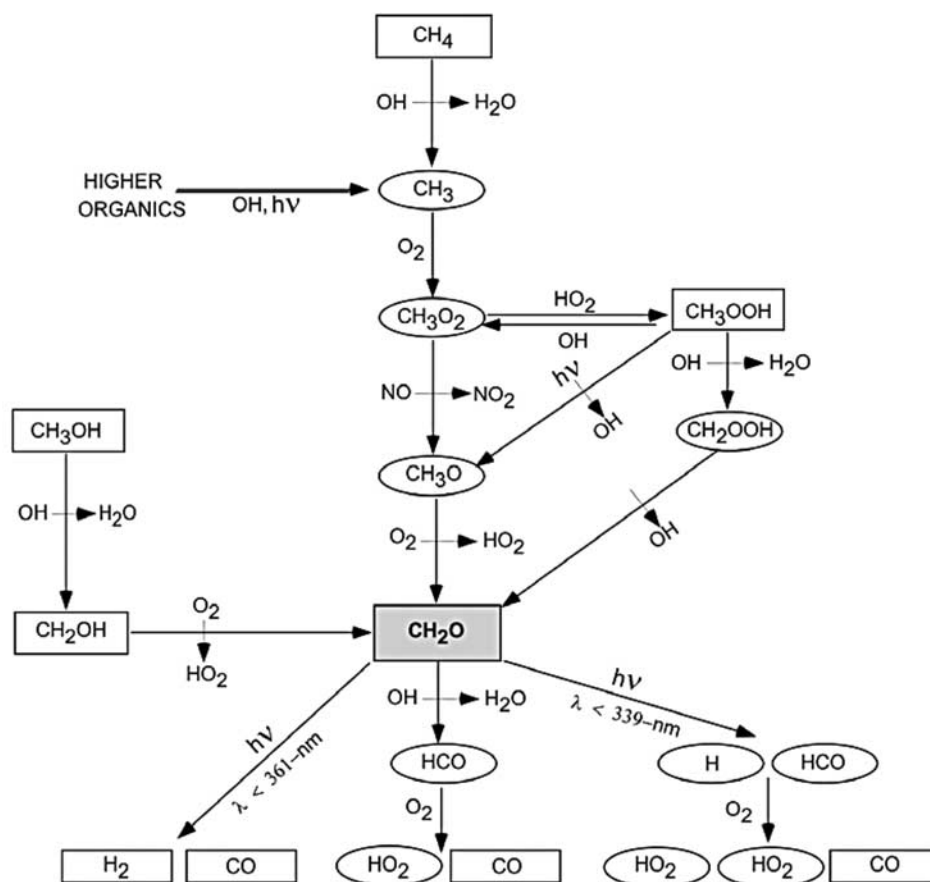 CH4
OH H2O
HIGHER
ORGANICS
OH, hν
CH3
O2
CH3O2
HO2
OH
CH3OOH
NO NO2
hν
OH
OH H2O
CH2OOH
CH3OH
CH3O
OH H2O
O2 HO2
OH
CH2OH
O2
HO2
CH2O
hν
λ < 361-nm
OH H2O
hν
λ < 339-nm
HCO
H HCO
O2
O2
H2 CO
HO2 CO
HO2 HO2 CO